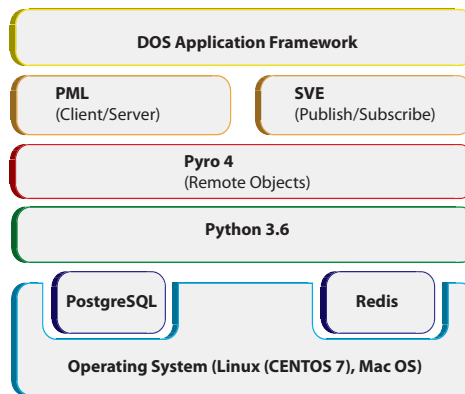 DOS Application Framework
PML
(Client/Server)
SVE
(Publish/Subscribe)
Pyro 4
(Remote Objects)
Python 3.6
PostgreSQL
Redis
Operating System (Linux (CENTOS 7), Mac OS)